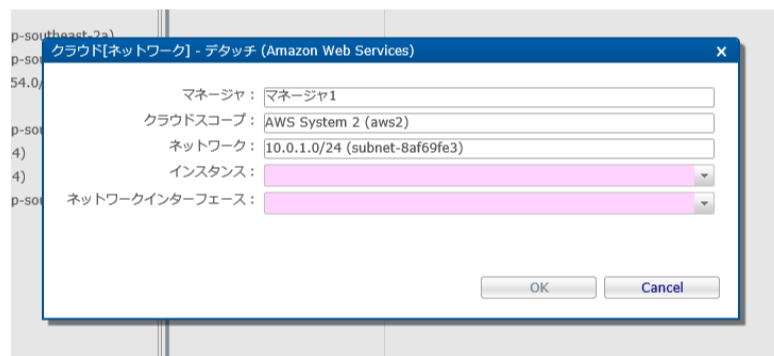 p-southeast-2a)
クラウド[ネットワーク] - デタッチ (Amazon Web Services) x
p-sou
54.0/
マネージャ : マネージャ1
クラウドスコープ : AWS System 2 (aws2)
p-sou
ネットワーク : 10.0.1.0/24 (subnet-8af69fe3)
4)
インスタンス :
4)
ネットワークインターフェース :
p-sou
OK Cancel